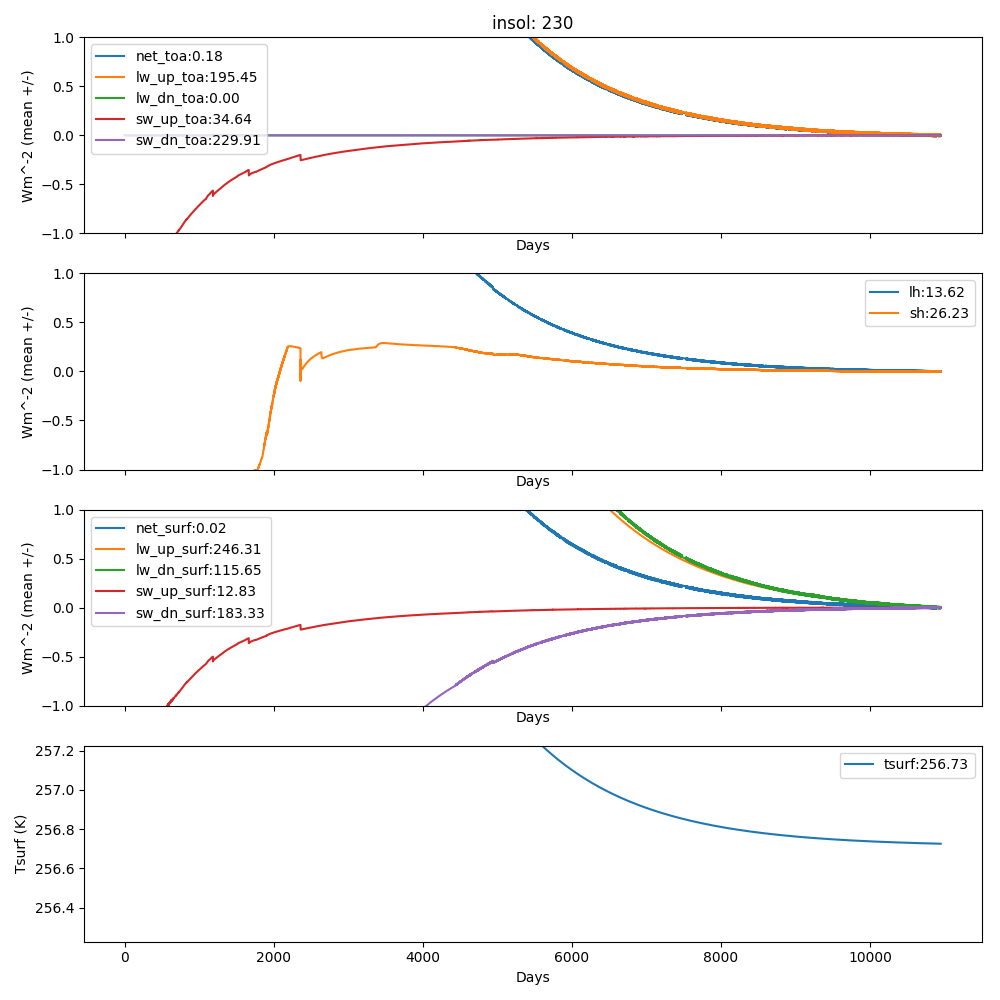 insol: 230
1.0
0.5
0.0
−0.5
−1.0
Wm^-2 (mean +/-)
net_toa:0.18
lw_up_toa:195.45
lw_dn_toa:0.00
sw_up_toa:34.64
sw_dn_toa:229.91
Days
1.0
0.5
0.0
−0.5
−1.0
Wm^-2 (mean +/-)
lh:13.62
sh:26.23
Days
1.0
0.5
0.0
−0.5
−1.0
Wm^-2 (mean +/-)
net_surf:0.02
lw_up_surf:246.31
lw_dn_surf:115.65
sw_up_surf:12.83
sw_dn_surf:183.33
Days
257.2
257.0
256.8
256.6
256.4
Tsurf (K)
tsurf:256.73
0 2000 4000 6000 8000 10000
Days